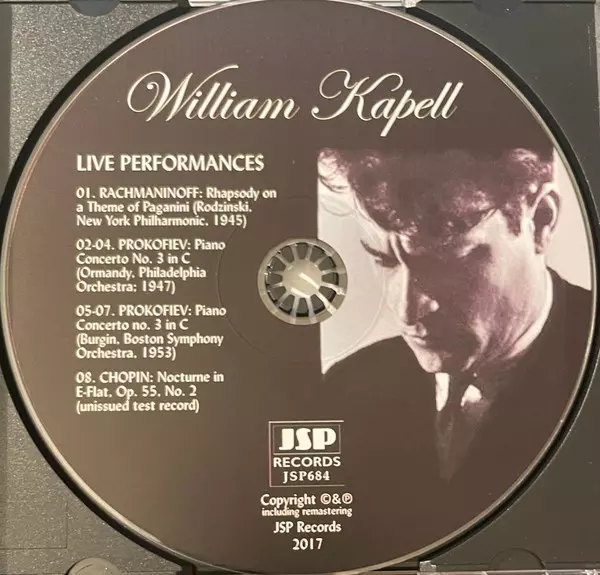 William Kapell
LIVE PERFORMANCES
01. RACHMANINOFF: Rhapsody on
a Theme of Paganini (Rodzinski,
New York Philharmonic, 1945)
02-04. PROKOFIEV: Piano
Concerto No. 3 in C
(Ormandy, Philadelphia
Orchestra; 1947)
05-07. PROKOFIEV: Piano
Concerto no. 3 in C
(Burgin, Boston Symphony
Orchestra, 1953)
08. CHOPIN: Nocturne in
E-Flat, Op. 55, No. 2
(unissued test record)
JSP
RECORDS
JSP684
Copyright ©&℗
including remastering
JSP Records
2017